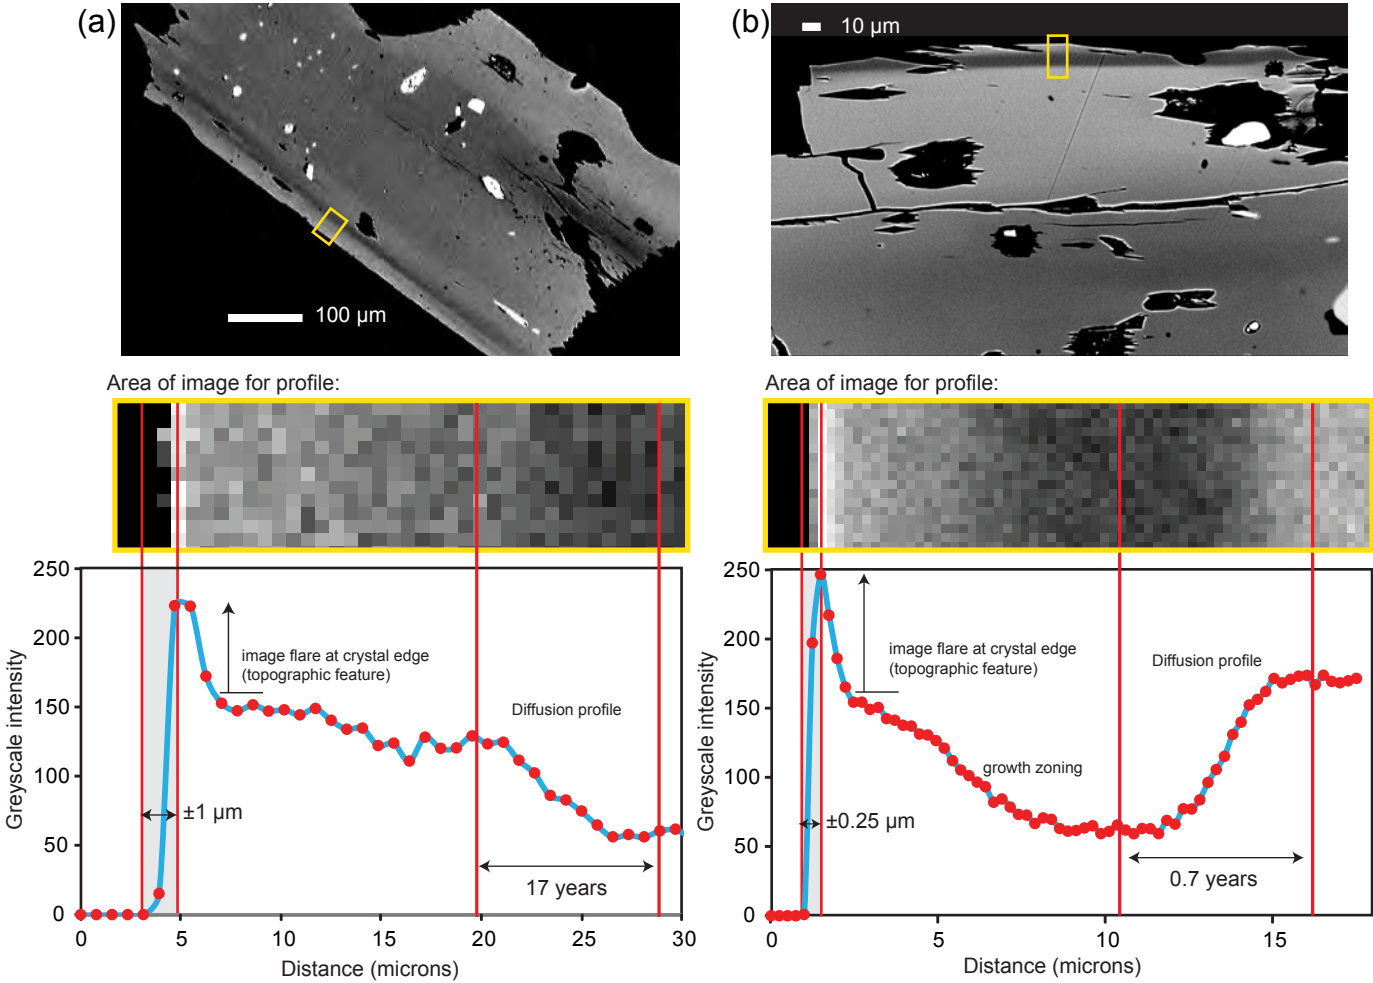 (a)
100 µm
(b)
10 µm
Area of image for profile:
Area of image for profile:
250
200
150
100
50
0
Greyscale intensity
image flare at crystal edge
(topographic feature)
Diffusion profile
±1 µm
17 years
0
5
10
15
20
25
30
Distance (microns)
250
200
150
100
50
0
Greyscale intensity
image flare at crystal edge
(topographic feature)
Diffusion profile
growth zoning
±0.25 µm
0.7 years
0
5
10
15
Distance (microns)